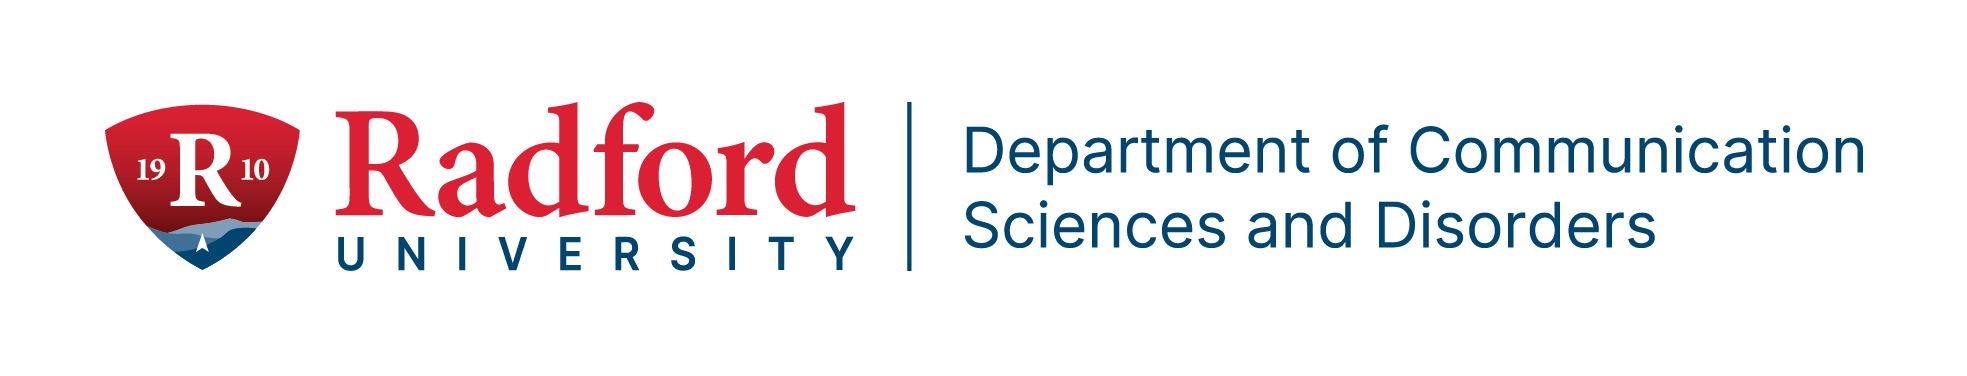 19 R 10
Radford
UNIVERSITY
Department of Communication
Sciences and Disorders